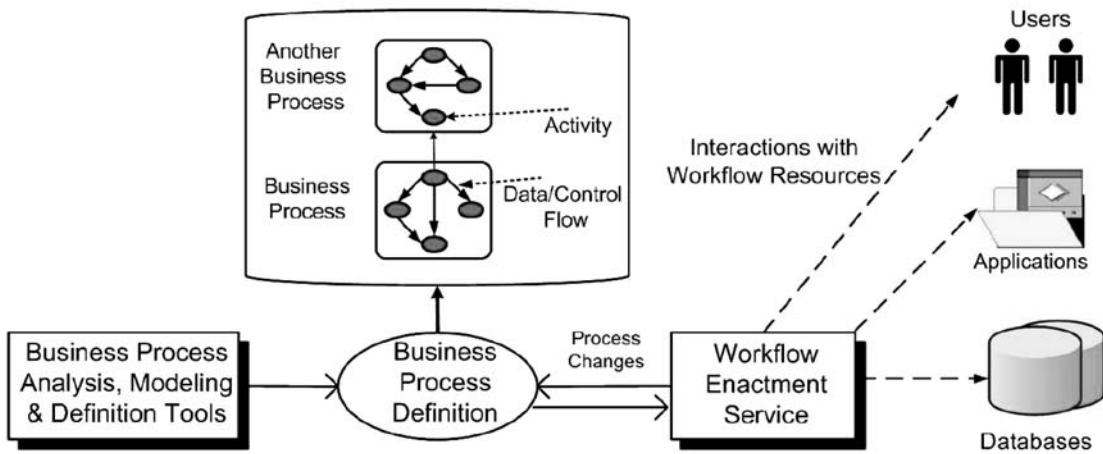 Users
Another
Business
Process
Activity
Interactions with
Workflow Resources
Business
Process
Data/Control
Flow
Applications
Business Process
Analysis, Modeling
& Definition Tools
Business
Process
Definition
Process
Changes
Workflow
Enactment
Service
Databases